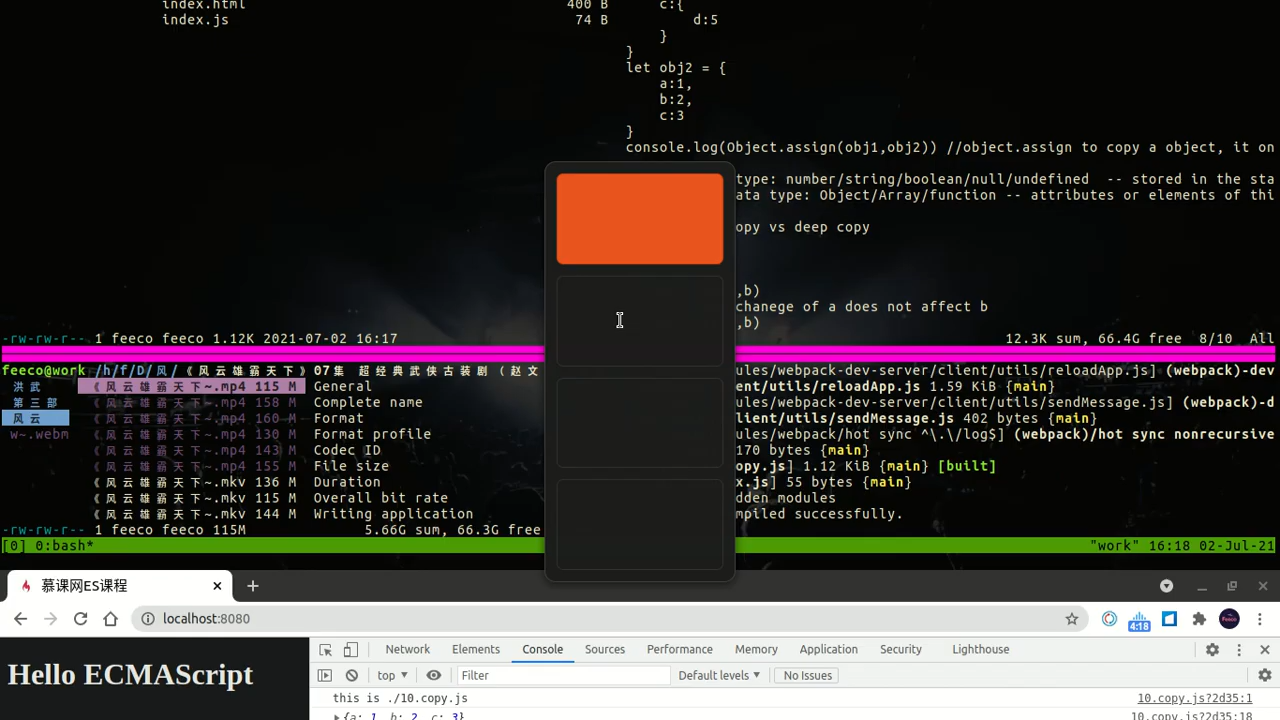 index.html 400 B
index.js 74 B
-rw-rw-r-- 1 feeco feeco 1.12K 2021-07-02 16:17
c:{
d:5
}
}
let obj2 = {
a:1,
b:2,
c:3
}
console.log(Object.assign(obj1,obj2)) //object.assign to copy a object, it on
type: number/string/boolean/null/undefined -- stored in the sta
ata type: Object/Array/function -- attributes or elements of thi
opy vs deep copy
,b)
chanege of a does not affect b
,b)
12.3K sum, 66.4G free 8/10 All
feeco@work /h/f/D/风/《风云雄霸天下》07集 超经典武侠古装剧（赵文
洪武 《风云雄霸天下~.mp4 115 M General
第三部 《风云雄霸天下~.mp4 158 M Complete name
风云 《风云雄霸天下~.mp4 160 M Format
w~.webm 《风云雄霸天下~.mp4 130 M Format profile
《风云雄霸天下~.mp4 143 M Codec ID
《风云雄霸天下~.mp4 155 M File size
《风云雄霸天下~.mkv 136 M Duration
《风云雄霸天下~.mkv 115 M Overall bit rate
《风云雄霸天下~.mkv 144 M Writing application
-rw-rw-r-- 1 feeco feeco 115M 5.66G sum, 66.3G free
ules/webpack-dev-server/client/utils/reloadApp.js] (webpack)-dev
ent/utils/reloadApp.js 1.59 KiB {main}
ules/webpack-dev-server/client/utils/sendMessage.js] (webpack)-d
lient/utils/sendMessage.js 402 bytes {main}
ules/webpack/hot sync ^\.\/log$] (webpack)/hot sync nonrecursive
170 bytes {main}
opy.js] 1.12 KiB {main} [built]
x.js] 55 bytes {main}
dden modules
mpiled successfully.
[0] 0:bash* "work" 16:18 02-Jul-21
慕课网ES课程
localhost:8080
4:18
Feeco
Hello ECMAScript
Network Elements Console Sources Performance Memory Application Security Lighthouse
top Filter Default levels No Issues
this is ./10.copy.js 10.copy.js?2d35:1
{a: 1, b: 2, c: 3} 10.copy.js?2d35:18